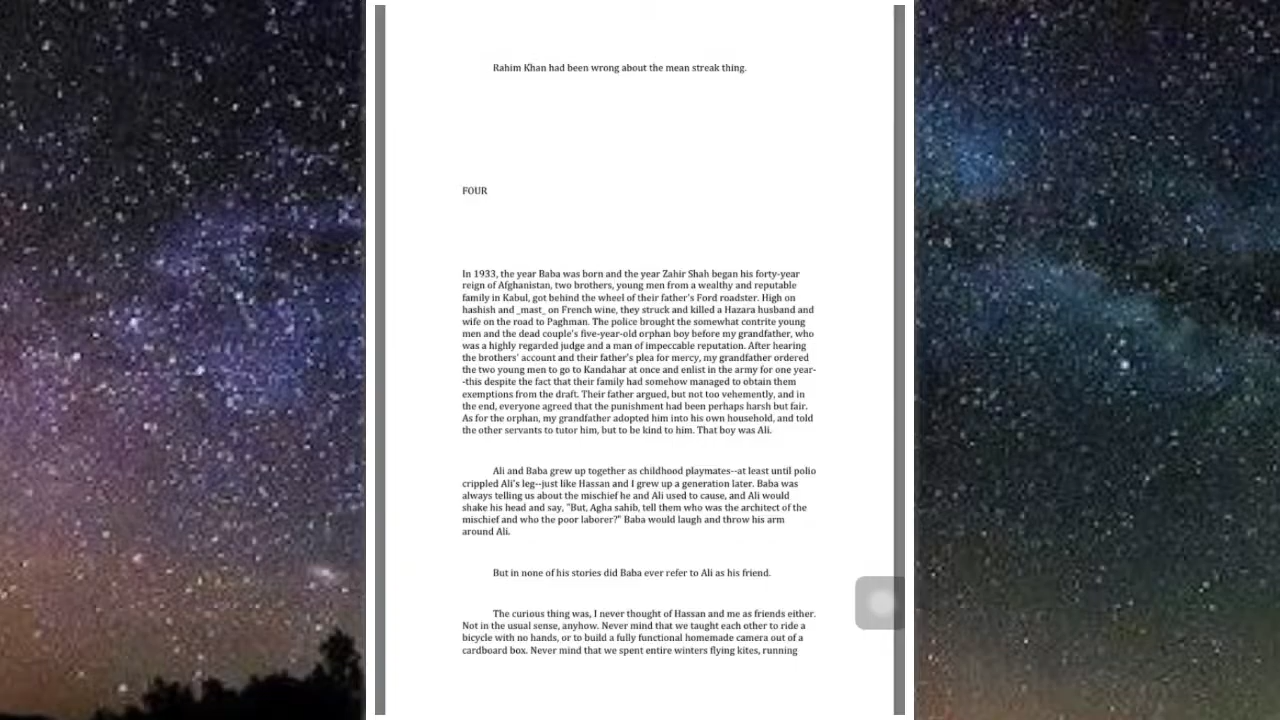 Rahim Khan had been wrong about the mean streak thing.
FOUR
In 1933, the year Baba was born and the year Zahir Shah began his forty-year
reign of Afghanistan, two brothers, young men from a wealthy and reputable
family in Kabul, got behind the wheel of their father's Ford roadster. High on
hashish and _mast_ on French wine, they struck and killed a Hazara husband and
wife on the road to Paghman. The police brought the somewhat contrite young
men and the dead couple's five-year-old orphan boy before my grandfather, who
was a highly regarded judge and a man of impeccable reputation. After hearing
the brothers' account and their father's plea for mercy, my grandfather ordered
the two young men to go to Kandahar at once and enlist in the army for one year-
-this despite the fact that their family had somehow managed to obtain them
exemptions from the draft. Their father argued, but not too vehemently, and in
the end, everyone agreed that the punishment had been perhaps harsh but fair.
As for the orphan, my grandfather adopted him into his own household, and told
the other servants to tutor him, but to be kind to him. That boy was Ali.
Ali and Baba grew up together as childhood playmates--at least until polio
crippled Ali's leg--just like Hassan and I grew up a generation later. Baba was
always telling us about the mischief he and Ali used to cause, and Ali would
shake his head and say, "But, Agha sahib, tell them who was the architect of the
mischief and who the poor laborer?" Baba would laugh and throw his arm
around Ali.
But in none of his stories did Baba ever refer to Ali as his friend.
The curious thing was, I never thought of Hassan and me as friends either.
Not in the usual sense, anyhow. Never mind that we taught each other to ride a
bicycle with no hands, or to build a fully functional homemade camera out of a
cardboard box. Never mind that we spent entire winters flying kites, running